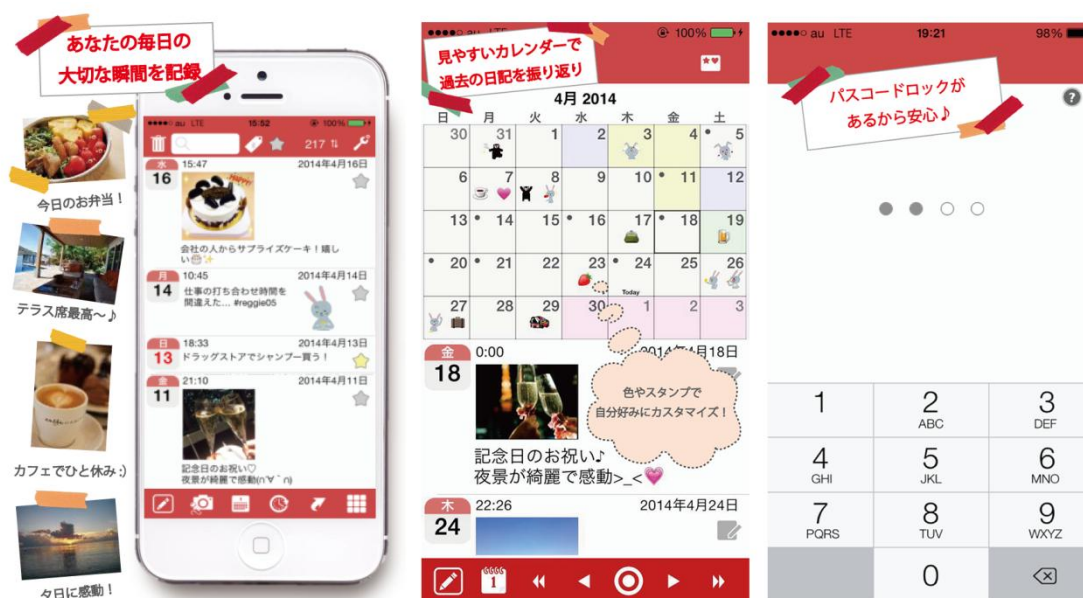 あなたの毎日の
大切な瞬間を記録
今日のお弁当！
テラス席最高〜♪
カフェでひと休み:)
夕日に感動！
au LTE 15:52 100%
217
水 15:47 2014年4月16日
16
会社の人からサプライズケーキ！嬉し
い🎂✨
月 10:45 2014年4月14日
14
仕事の打ち合わせ時間を
間違えた... #reggie05
日 18:33 2014年4月13日
13
ドラッグストアでシャンプー買う！
金 21:10 2014年4月11日
11
記念日のお祝い♡
夜景が綺麗で感動(∩´∀｀∩)
au LTE 100%
見やすいカレンダーで
過去の日記を振り返り
4月 2014
日 月 火 水 木 金 土
30 31 1 2 3 4 5
6 7 8 9 10 11 12
13 14 15 16 17 18 19
20 21 22 23 24 25 26
Today
27 28 29 30 1 2 3
金 0:00 2014年4月18日
18
色やスタンプで
自分好みにカスタマイズ！
記念日のお祝い♪
夜景が綺麗で感動>_<💗
木 22:26 2014年4月24日
24
1
au LTE 19:21 98%
パスコードロックが
あるから安心♪
?
1 2 3
ABC DEF
4 5 6
GHI JKL MNO
7 8 9
PQRS TUV WXYZ
0